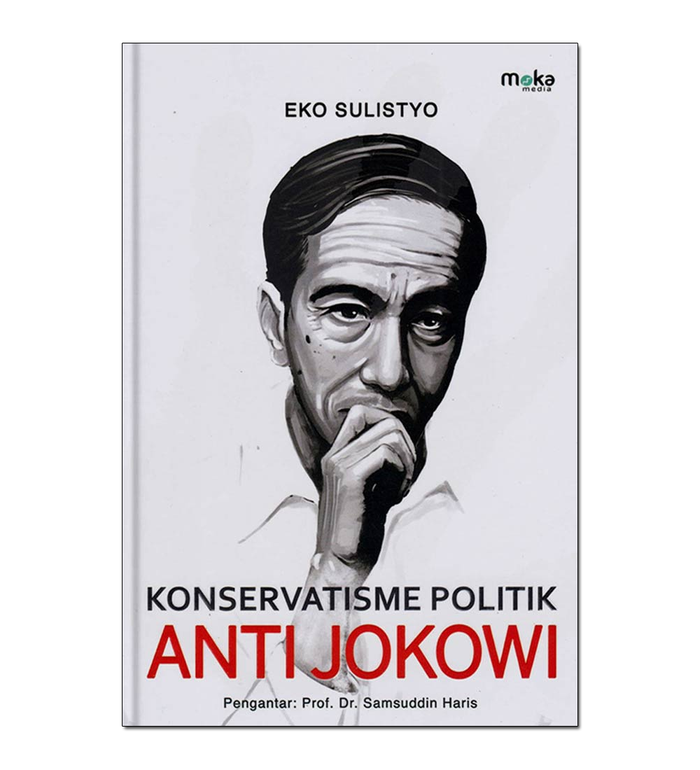 moka
media
EKO SULISTYO
KONSERVATISME POLITIK
ANTI JOKOWI
Pengantar: Prof. Dr. Samsuddin Haris